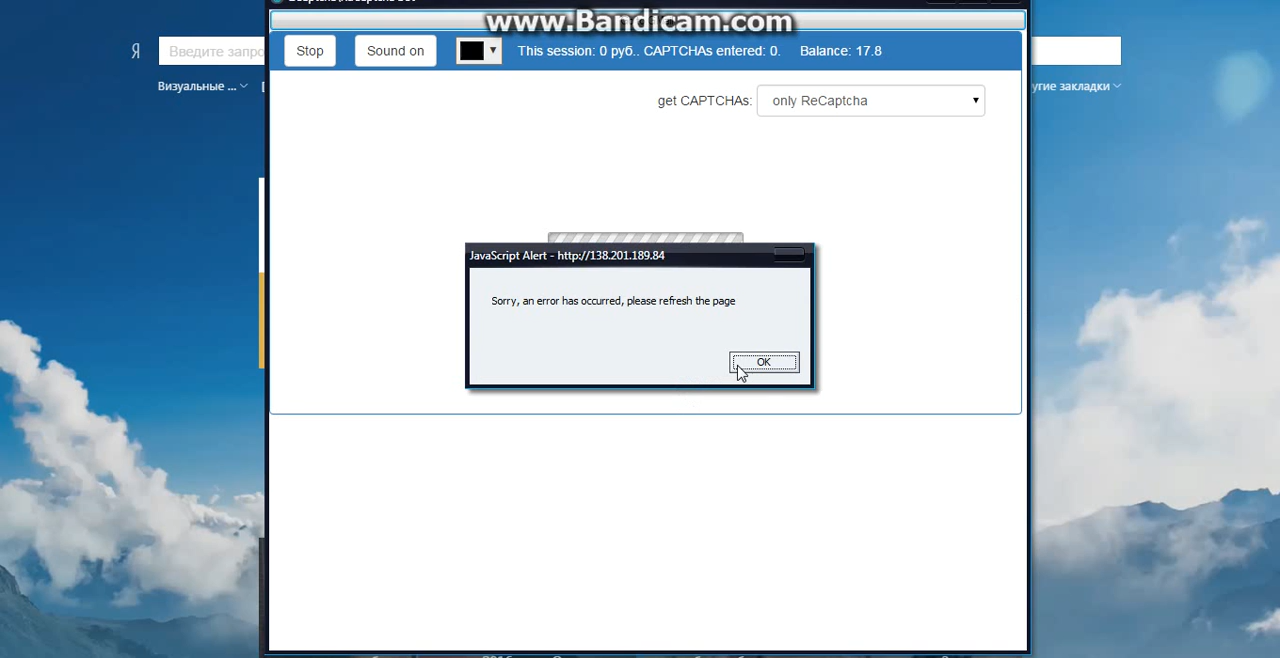 www.Bandicam.com
Я
Введите запро
Stop
Sound on
This session: 0 руб.. CAPTCHAs entered: 0.
Balance: 17.8
Визуальные ...
угие закладки
get CAPTCHAs:
only ReCaptcha
JavaScript Alert - http://138.201.189.84
Sorry, an error has occurred, please refresh the page
OK